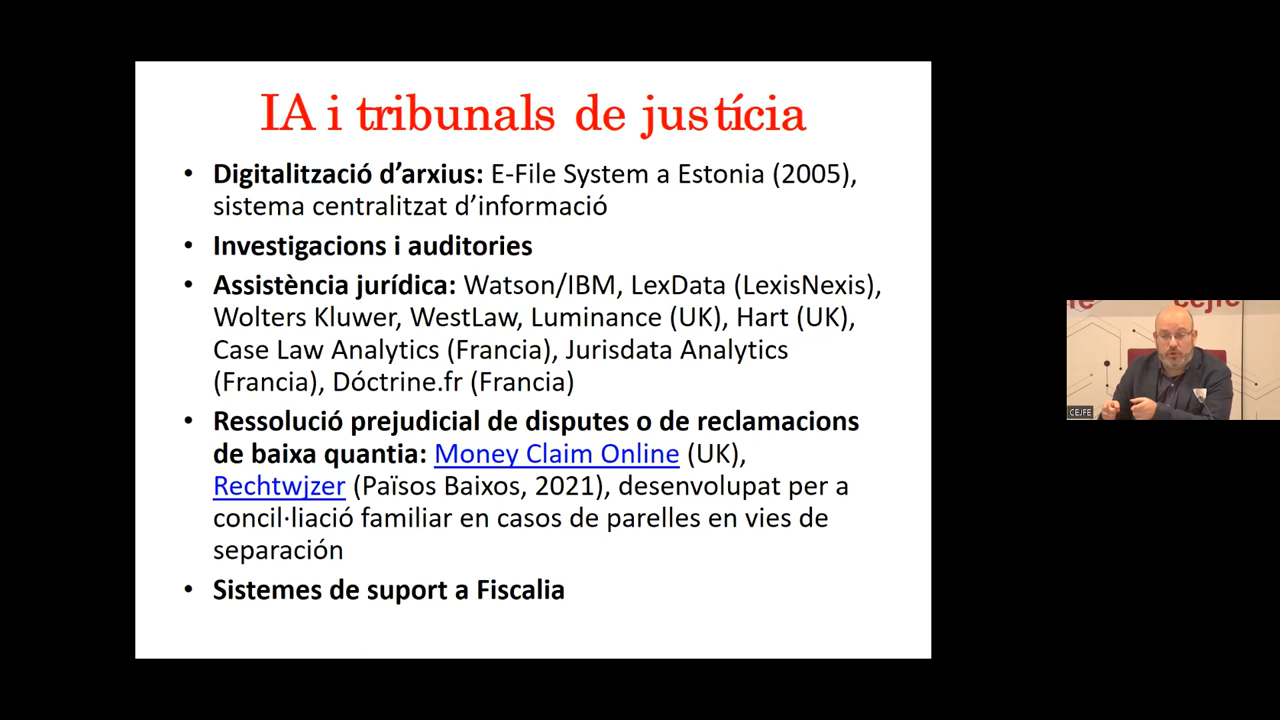 IA i tribunals de justícia
• Digitalització d’arxius: E-File System a Estonia (2005),
sistema centralitzat d’informació
• Investigacions i auditories
• Assistència jurídica: Watson/IBM, LexData (LexisNexis),
Wolters Kluwer, WestLaw, Luminance (UK), Hart (UK),
Case Law Analytics (Francia), Jurisdata Analytics
(Francia), Dóctrine.fr (Francia)
• Ressolució prejudicial de disputes o de reclamacions
de baixa quantia: Money Claim Online (UK),
Rechtwjzer (Països Baixos, 2021), desenvolupat per a
concil·liació familiar en casos de parelles en vies de
separación
• Sistemes de suport a Fiscalia
cejfe
CEJFE